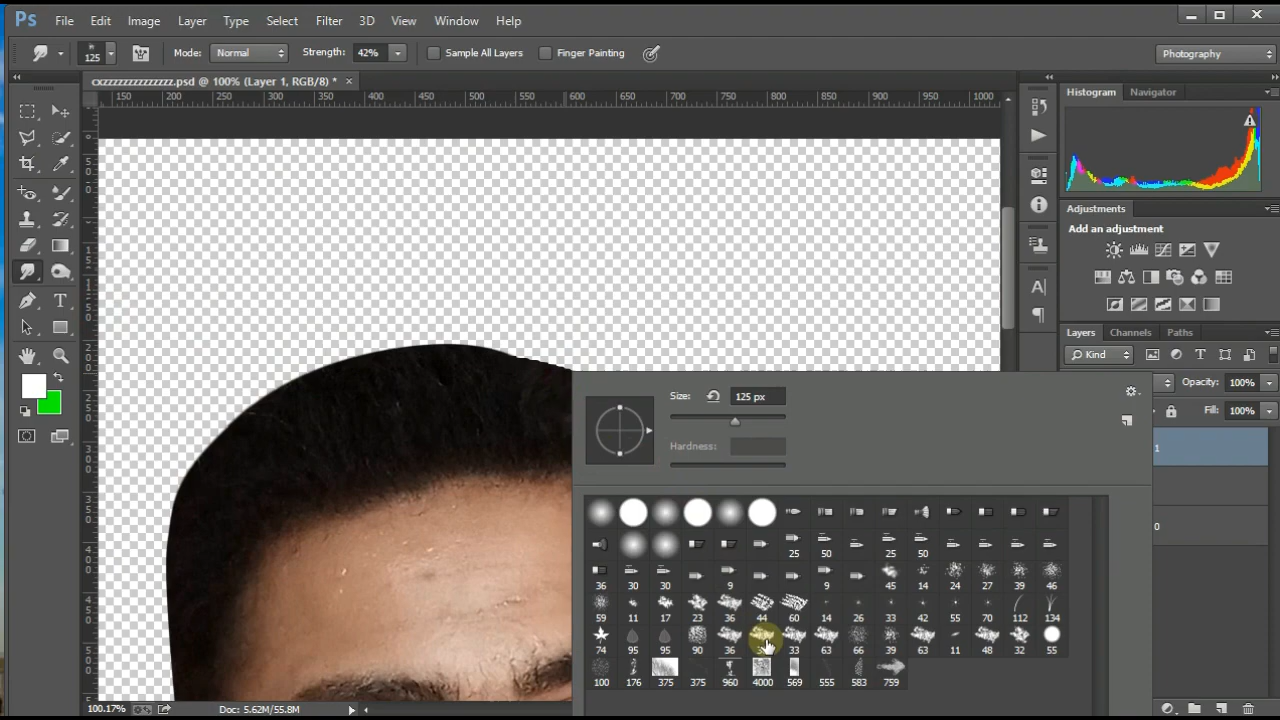 Ps File Edit Image Layer Type Select Filter 3D View Window Help
125 Mode: Normal Strength: 42% Sample All Layers Finger Painting Photography
@ 100% (Layer 1, RGB/8) * ×
Histogram Navigator
150 200 250 300 350 400 450 500 550 600 650 700 750 800 850 900 950 1000
Adjustments
Add an adjustment
Layers Channels Paths
Kind
Opacity: 100%
Fill: 100%
Size: 125 px
Hardness:
1
0
25 50 25 50
36 30 30 9 9 45 14 24 27 39 46
59 11 17 23 36 44 60 14 26 33 42 55 70 112 134
74 95 95 90 36 33 63 66 39 63 11 48 32 55
100 176 375 375 960 4000 569 555 583 759
100.17% Doc: 5.62M/55.8M